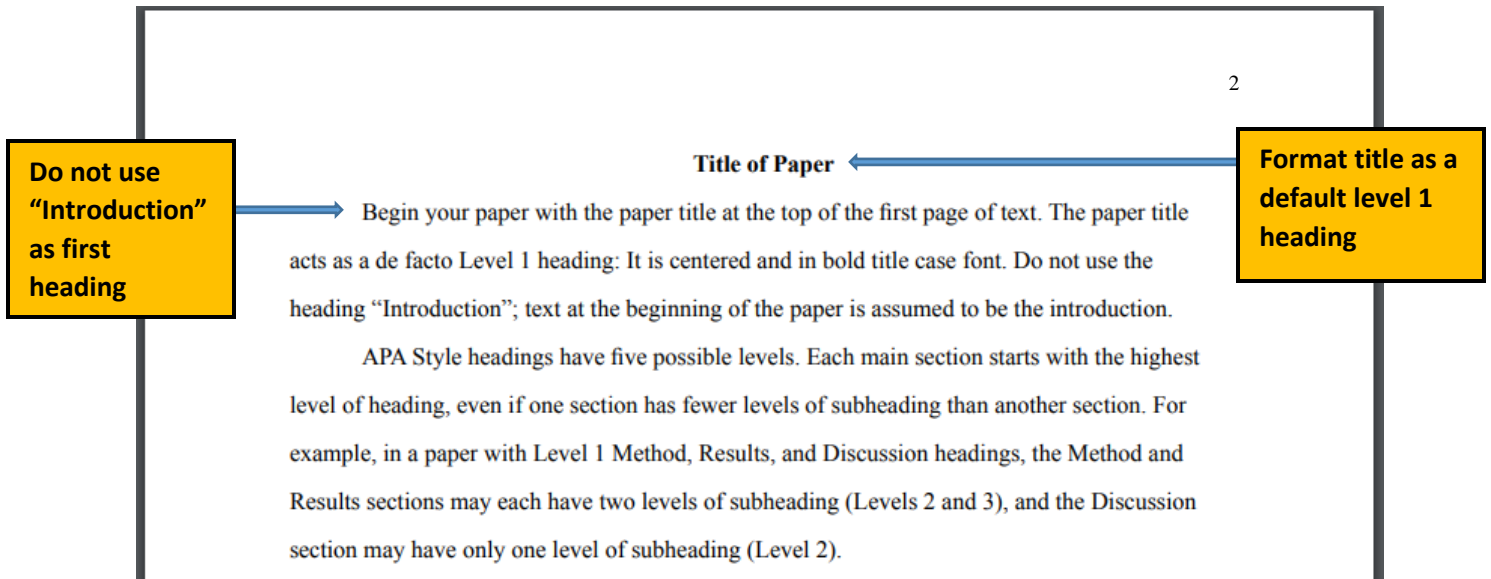 2
Do not use
“Introduction”
as first
heading
Title of Paper
Format title as a
default level 1
heading
Begin your paper with the paper title at the top of the first page of text. The paper title
acts as a de facto Level 1 heading: It is centered and in bold title case font. Do not use the
heading “Introduction”; text at the beginning of the paper is assumed to be the introduction.
APA Style headings have five possible levels. Each main section starts with the highest
level of heading, even if one section has fewer levels of subheading than another section. For
example, in a paper with Level 1 Method, Results, and Discussion headings, the Method and
Results sections may each have two levels of subheading (Levels 2 and 3), and the Discussion
section may have only one level of subheading (Level 2).